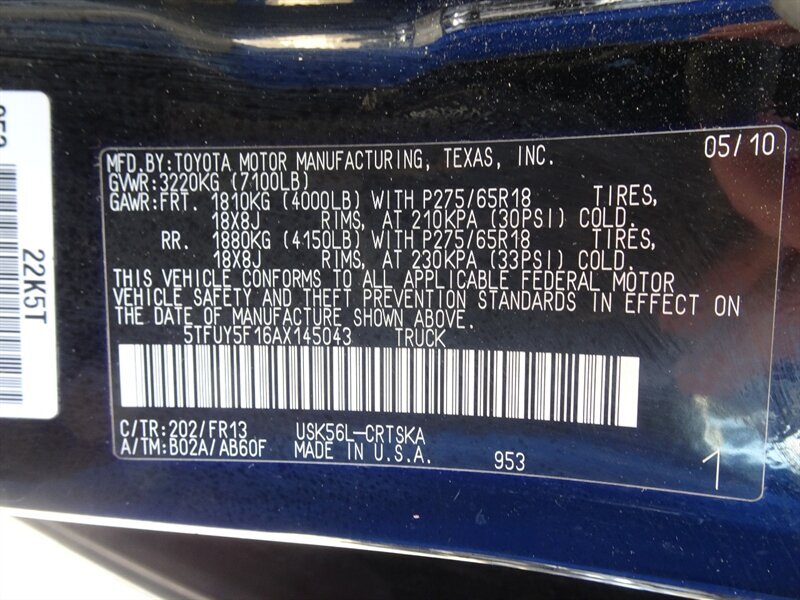 MFD.BY:TOYOTA MOTOR MANUFACTURING, TEXAS, INC. 05/10
GVWR:3220KG (7100LB)
GAWR:FRT. 1810KG (4000LB) WITH P275/65R18 TIRES,
18X8J RIMS, AT 210KPA (30PSI) COLD.
RR. 1880KG (4150LB) WITH P275/65R18 TIRES,
18X8J RIMS, AT 230KPA (33PSI) COLD.
THIS VEHICLE CONFORMS TO ALL APPLICABLE FEDERAL MOTOR
VEHICLE SAFETY AND THEFT PREVENTION STANDARDS IN EFFECT ON
THE DATE OF MANUFACTURE SHOWN ABOVE.
5TFUY5F16AX145043 TRUCK
C/TR:202/FR13 USK56L-CRTSKA
A/TM:B02A/AB60F MADE IN U.S.A. 953 1
22K5T